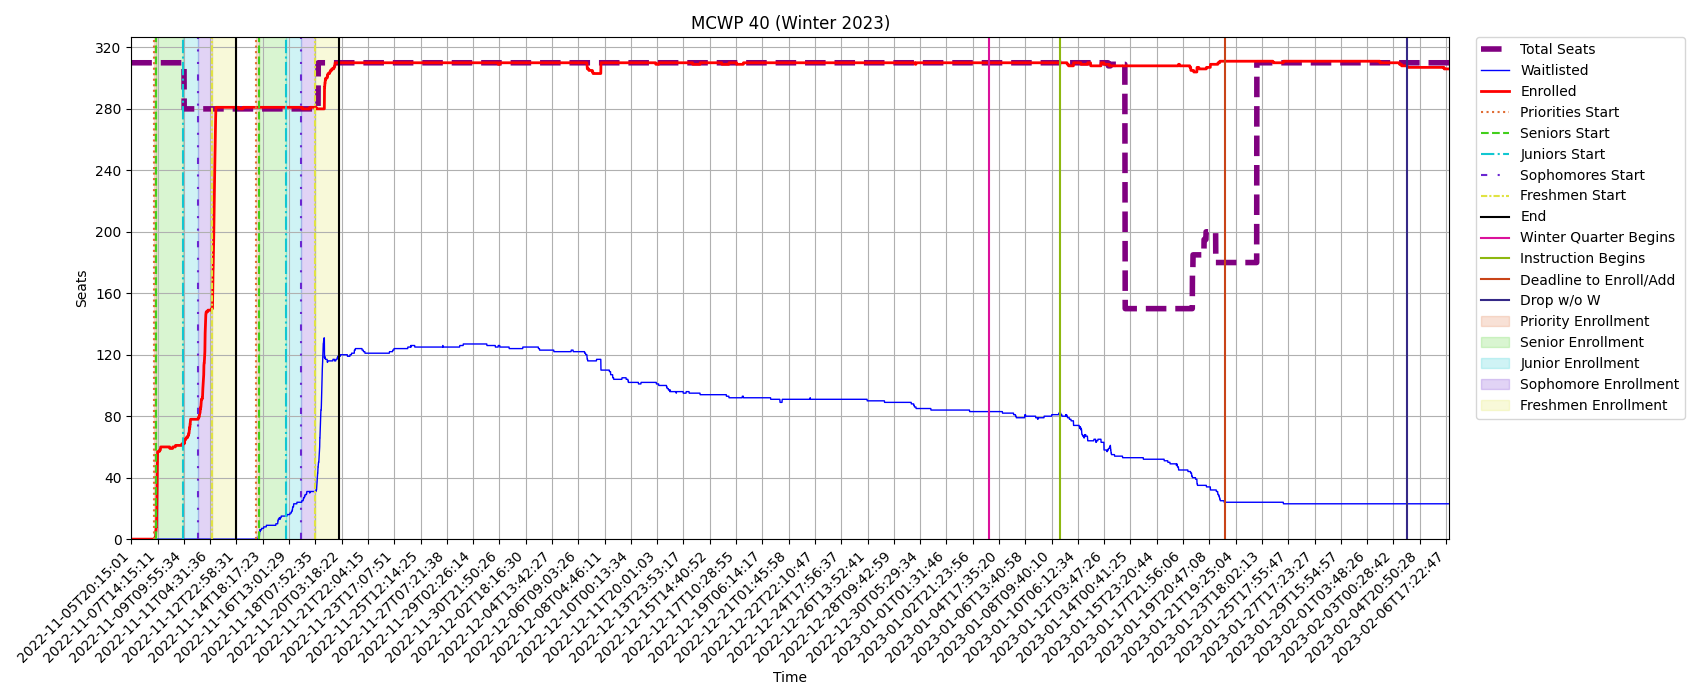 MCWP 40 (Winter 2023)
320
280
240
200
160
120
80
40
0
Seats
2022-11-05T20:15:01
2022-11-07T14:15:11
2022-11-09T09:55:34
2022-11-11T04:31:36
2022-11-12T22:58:31
2022-11-14T18:17:23
2022-11-16T13:01:29
2022-11-18T07:52:35
2022-11-20T03:18:22
2022-11-21T22:04:15
2022-11-23T17:07:51
2022-11-25T12:14:25
2022-11-27T07:21:38
2022-11-29T02:26:14
2022-11-30T21:50:26
2022-12-02T18:16:30
2022-12-04T13:42:27
2022-12-06T09:03:26
2022-12-08T04:46:11
2022-12-10T00:13:34
2022-12-11T20:01:03
2022-12-13T23:53:17
2022-12-15T14:40:52
2022-12-17T10:28:55
2022-12-19T06:14:17
2022-12-21T01:45:58
2022-12-22T22:10:47
2022-12-24T17:56:37
2022-12-26T13:52:41
2022-12-28T09:42:59
2022-12-30T05:29:34
2023-01-01T01:31:46
2023-01-02T21:23:56
2023-01-04T17:35:20
2023-01-06T13:40:58
2023-01-08T09:40:10
2023-01-10T06:12:34
2023-01-12T03:47:26
2023-01-14T00:41:25
2023-01-15T23:20:44
2023-01-17T21:56:06
2023-01-19T20:47:08
2023-01-21T19:25:04
2023-01-23T18:02:13
2023-01-25T17:55:47
2023-01-27T17:23:27
2023-01-29T15:54:57
2023-02-01T03:48:26
2023-02-03T00:28:42
2023-02-04T20:50:28
2023-02-06T17:22:47
Time
Total Seats
Waitlisted
Enrolled
Priorities Start
Seniors Start
Juniors Start
Sophomores Start
Freshmen Start
End
Winter Quarter Begins
Instruction Begins
Deadline to Enroll/Add
Drop w/o W
Priority Enrollment
Senior Enrollment
Junior Enrollment
Sophomore Enrollment
Freshmen Enrollment